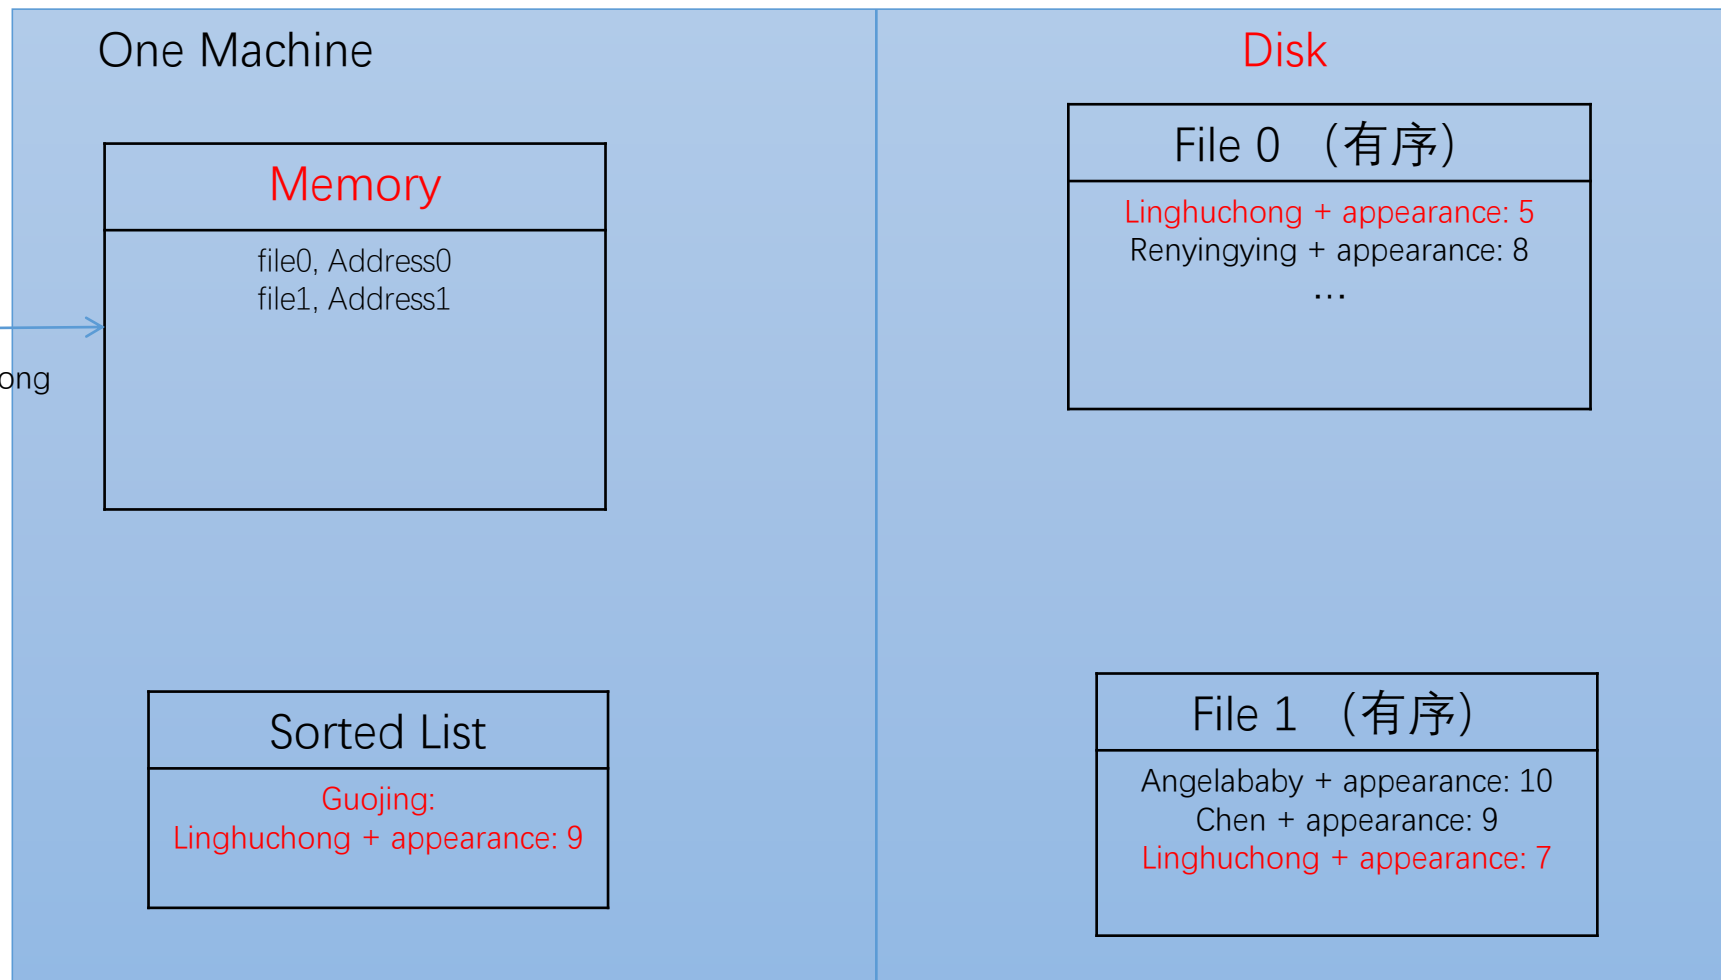 One Machine
Disk
Memory
file0, Address0
file1, Address1
File 0 （有序）
Linghuchong + appearance: 5
Renyingying + appearance: 8
…
ong
Sorted List
Guojing:
Linghuchong + appearance: 9
File 1 （有序）
Angelababy + appearance: 10
Chen + appearance: 9
Linghuchong + appearance: 7